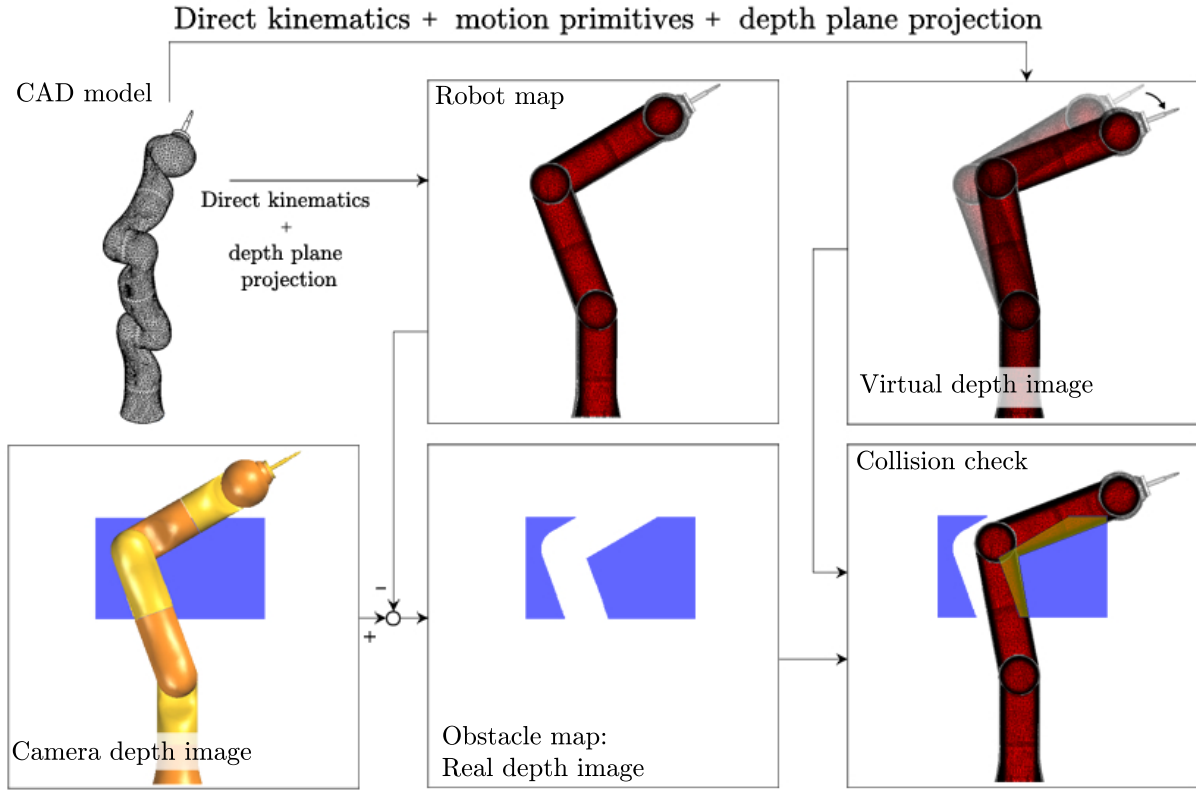 Direct kinematics + motion primitives + depth plane projection
CAD model
Robot map
Direct kinematics
+
depth plane
projection
Virtual depth image
Camera depth image
−
+
Obstacle map:
Real depth image
Collision check